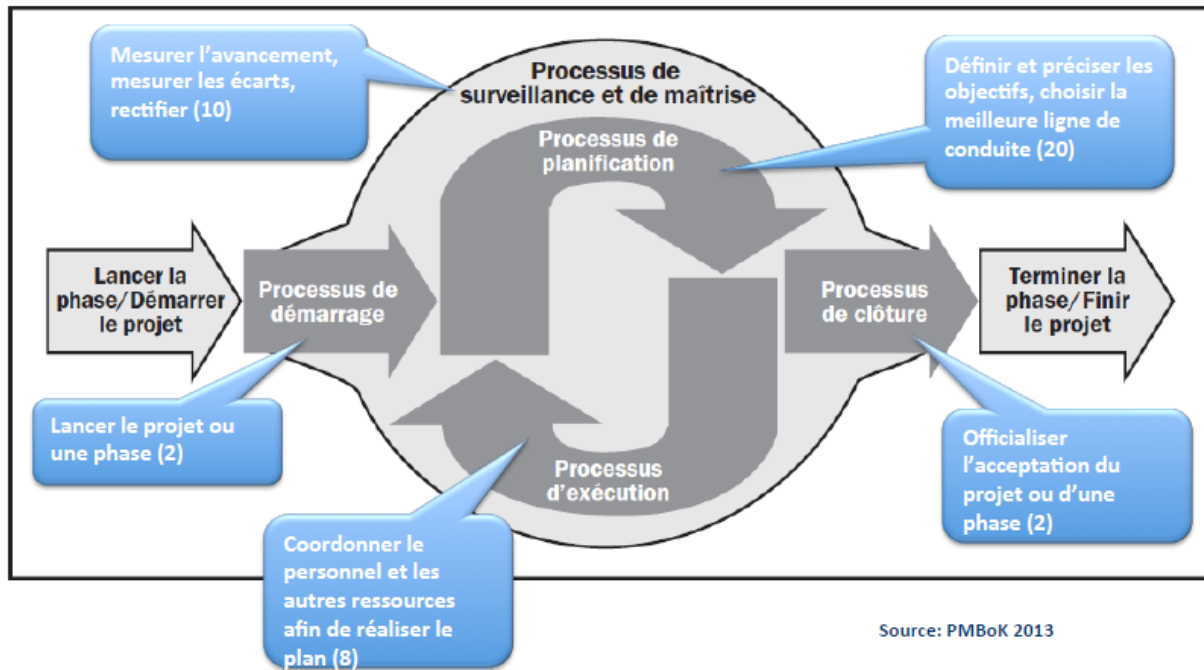 Mesurer l'avancement,
mesurer les écarts,
rectifier (10)
Processus de
surveillance et de maîtrise
Définir et préciser les
objectifs, choisir la
meilleure ligne de
conduite (20)
Processus de
planification
Lancer la
phase/Démarrer
le projet
Processus de
démarrage
Processus
de clôture
Terminer la
phase/Finir
le projet
Lancer le projet ou
une phase (2)
Processus
d'exécution
Officialiser
l'acceptation du
projet ou d'une
phase (2)
Coordonner le
personnel et les
autres ressources
afin de réaliser le
plan (8)
Source: PMBoK 2013